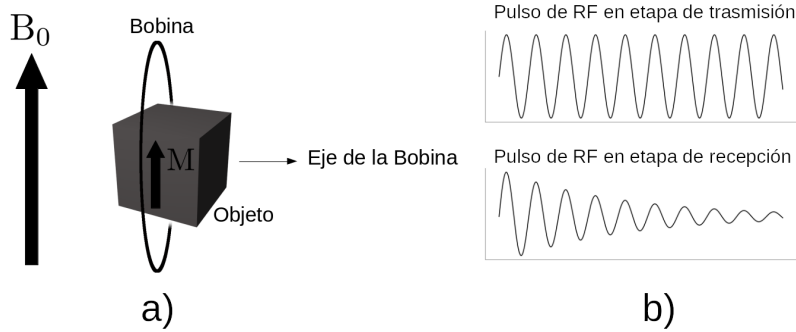 B0
Bobina
M
Eje de la Bobina
Objeto
a)
Pulso de RF en etapa de trasmisión
Pulso de RF en etapa de recepción
b)